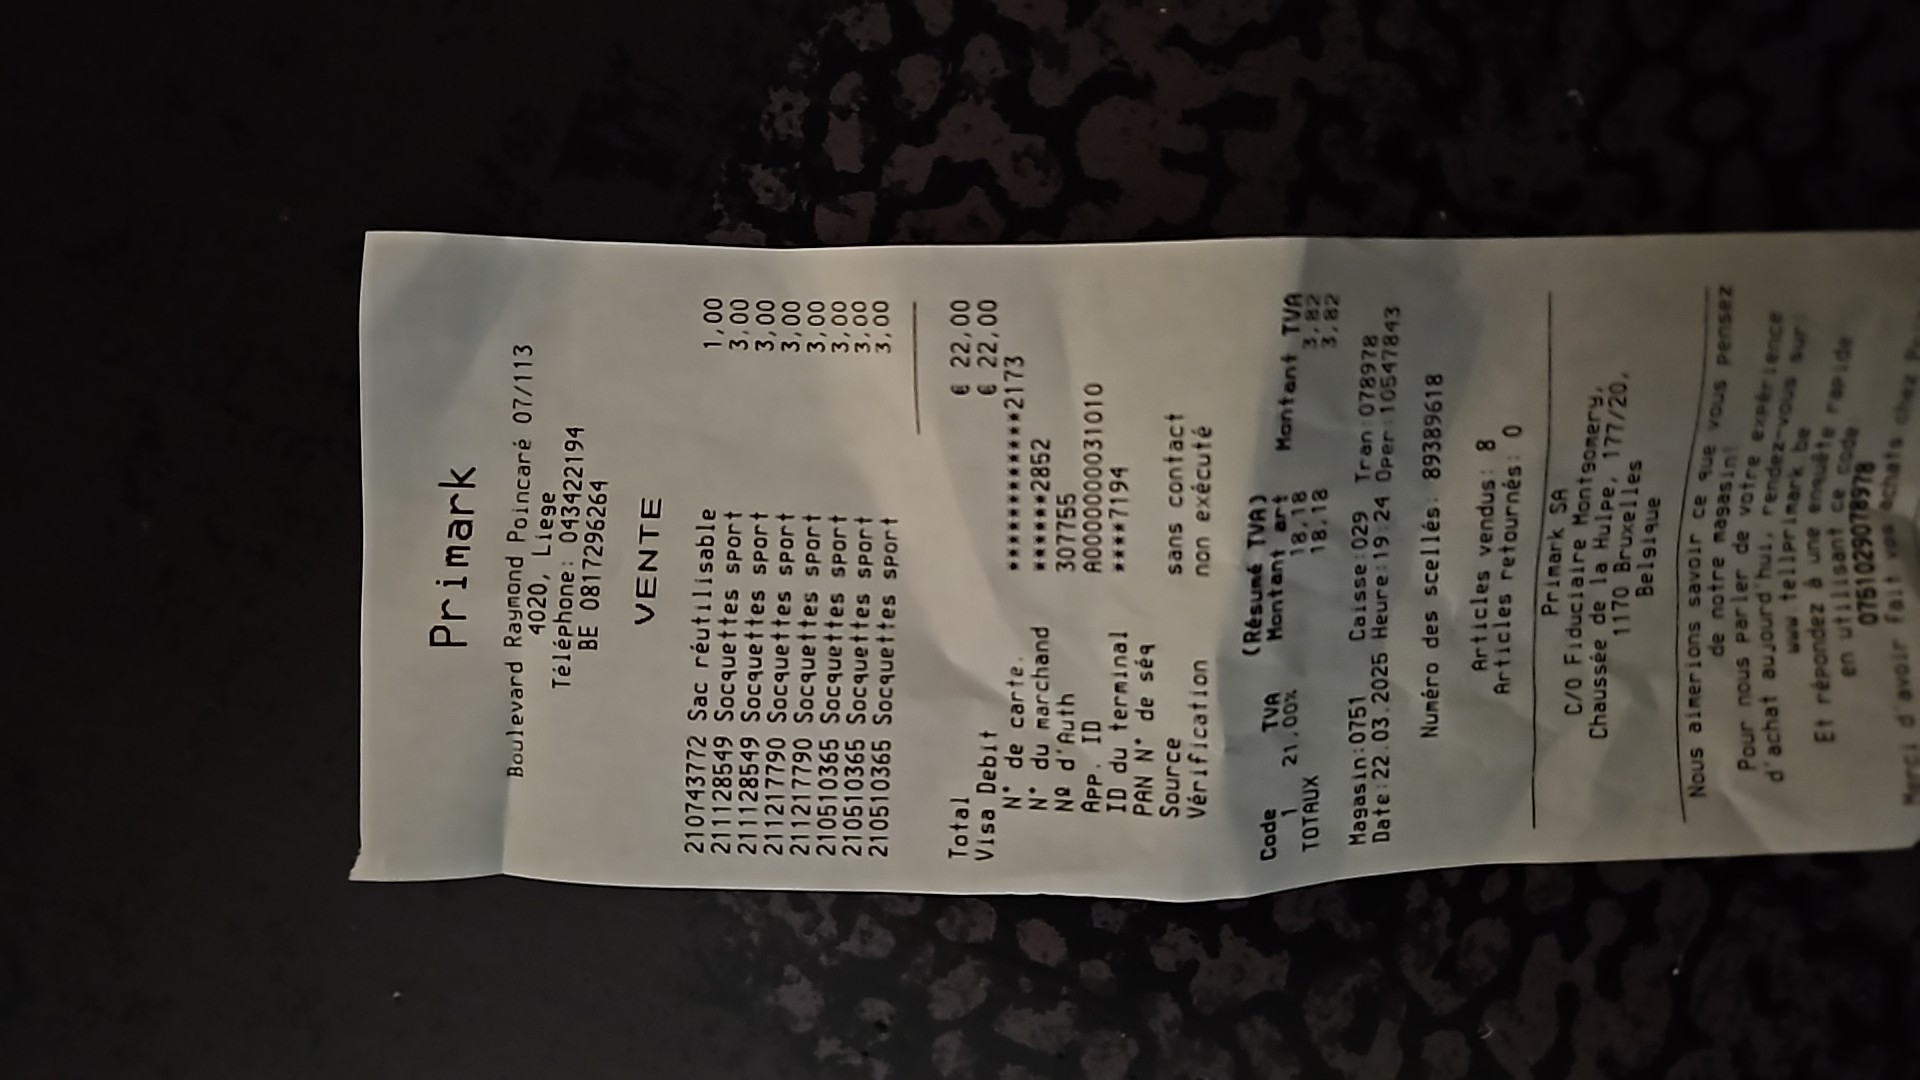 Primark
Boulevard Raymond Poincaré 07/113
4020, Liege
Téléphone: 043422194
BE 0817296264
VENTE
210743772 Sac réutilisable 1,00
211128549 Socquettes sport 3,00
211128549 Socquettes sport 3,00
211217790 Socquettes sport 3,00
211217790 Socquettes sport 3,00
210510365 Socquettes sport 3,00
210510365 Socquettes sport 3,00
210510365 Socquettes sport 3,00
Total € 22,00
Visa Debit € 22,00
N° de carte. ************2173
N° du marchand ******2852
Nº d'Auth 307755
App. ID A0000000031010
ID du terminal ****7194
PAN N° de séq
Source sans contact
Vérification non exécuté
(Résumé TVA)
Code TVA Montant art Montant TVA
1 21,00% 18,18 3,82
TOTAUX 18,18 3,82
Magasin:0751 Caisse:029 Tran:078978
Date:22.03.2025 Heure:19:24 Oper:10547843
Numéro des scellés: 89389618
Articles vendus: 8
Articles retournés: 0
Primark SA
C/O Fiduciaire Montgomery,
Chaussée de la Hulpe, 177/20,
1170 Bruxelles
Belgique
Nous aimerions savoir ce que vous pensez
de notre magasin!
Pour nous parler de votre expérience
d'achat aujourd'hui, rendez-vous sur
www.tellprimark.be
Et répondez à une enquête rapide
en utilisant ce code
0751029078978
Merci d'avoir fait vos achats chez